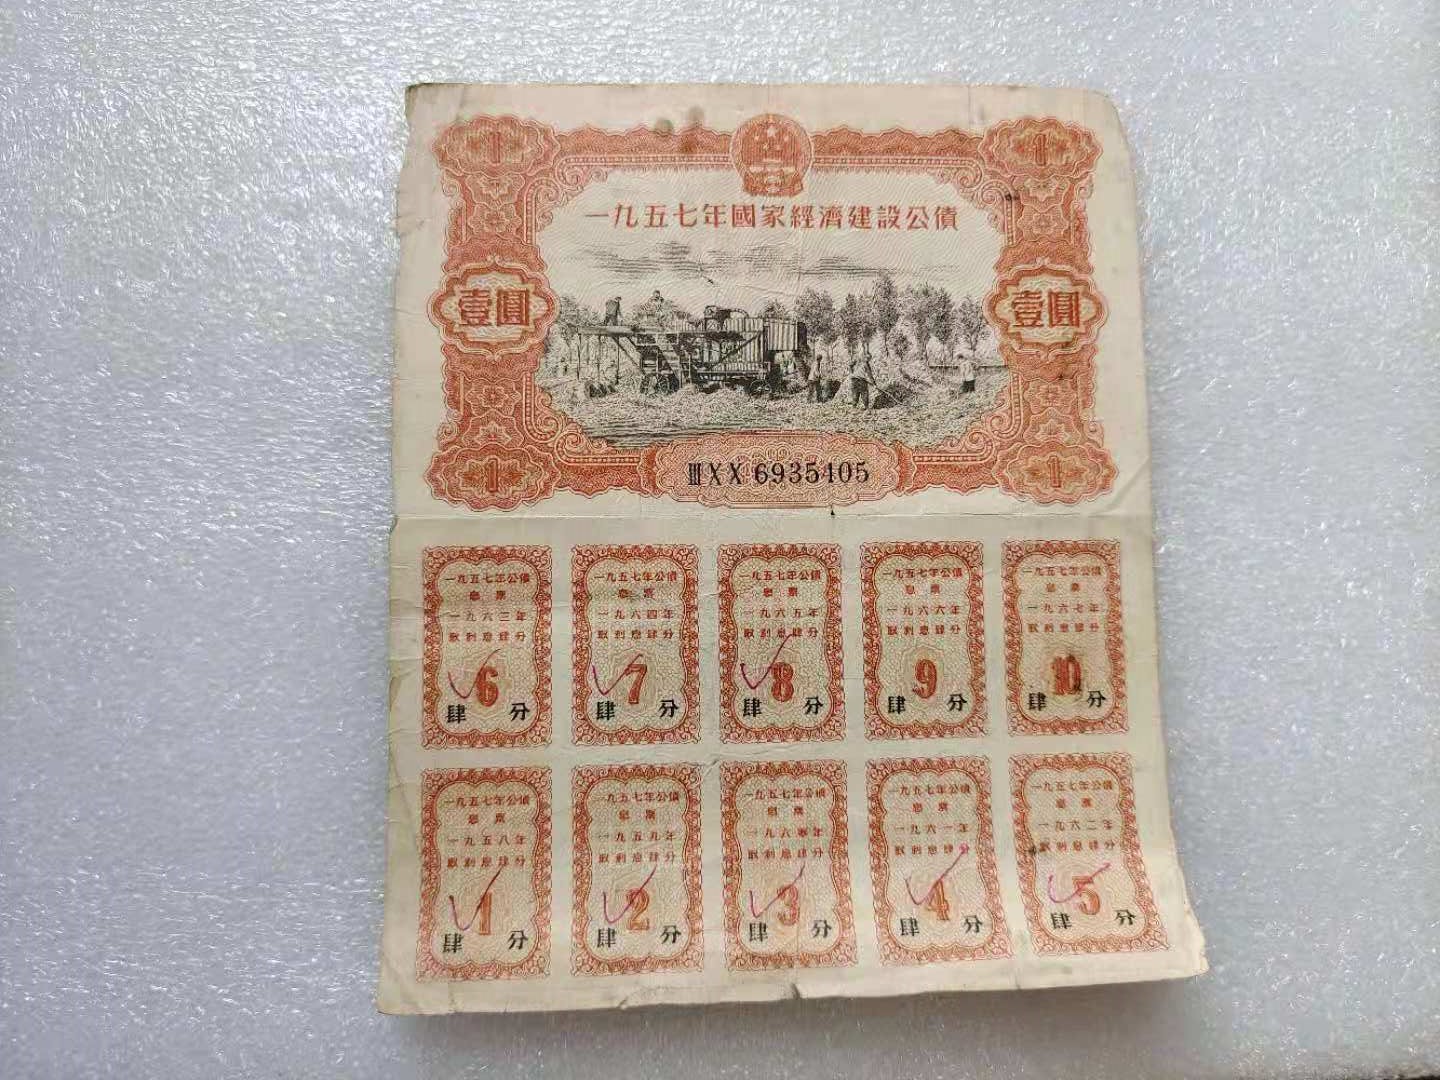 1
1
一九五七年國家經濟建設公債
壹圓
壹圓
1
ⅢXX 6935405
1
一九五七年公債
息票
一九六三年
取利息肆分
6
肆 分
一九五七年公債
息票
一九六四年
取利息肆分
7
肆 分
一九五七年公債
息票
一九六五年
取利息肆分
8
肆 分
一九五七年公債
息票
一九六六年
取利息肆分
9
肆 分
一九五七年公債
息票
一九六七年
取利息肆分
10
肆 分
一九五七年公債
息票
一九五八年
取利息肆分
1
肆 分
一九五七年公債
息票
一九五九年
取利息肆分
2
肆 分
一九五七年公債
息票
一九六零年
取利息肆分
3
肆 分
一九五七年公債
息票
一九六一年
取利息肆分
4
肆 分
一九五七年公債
息票
一九六二年
取利息肆分
5
肆 分